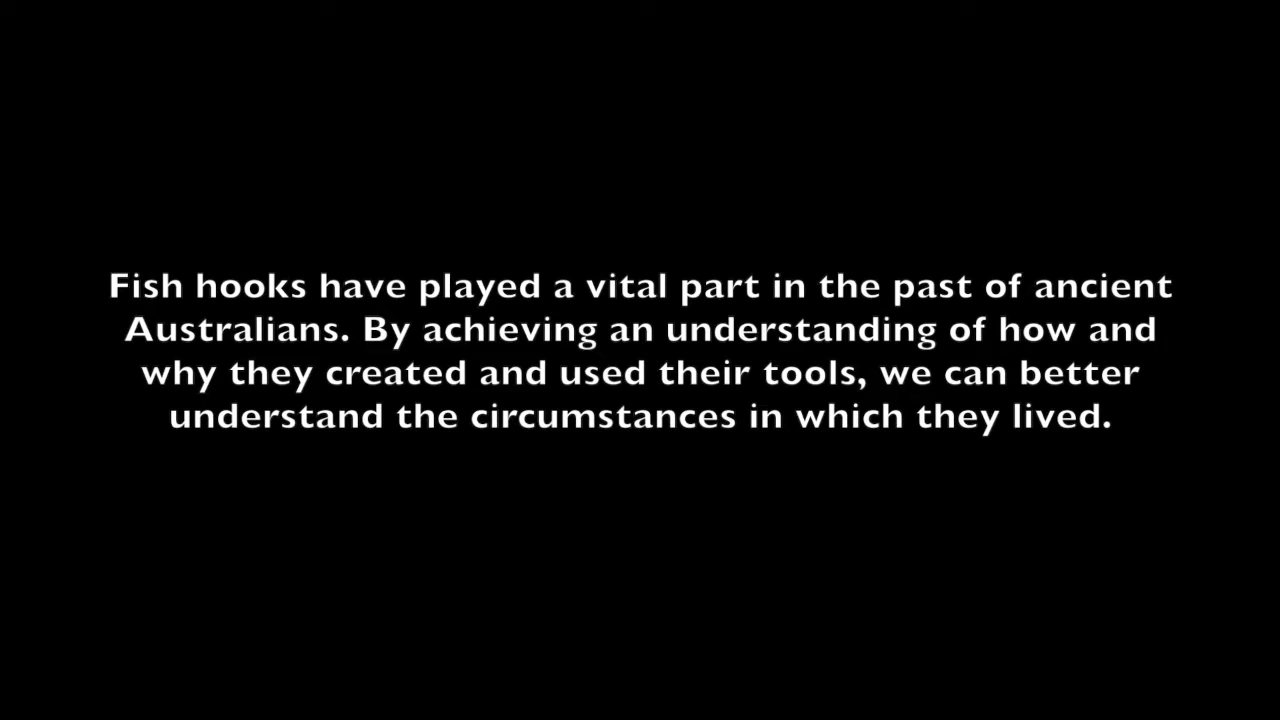 Fish hooks have played a vital part in the past of ancient
Australians. By achieving an understanding of how and
why they created and used their tools, we can better
understand the circumstances in which they lived.